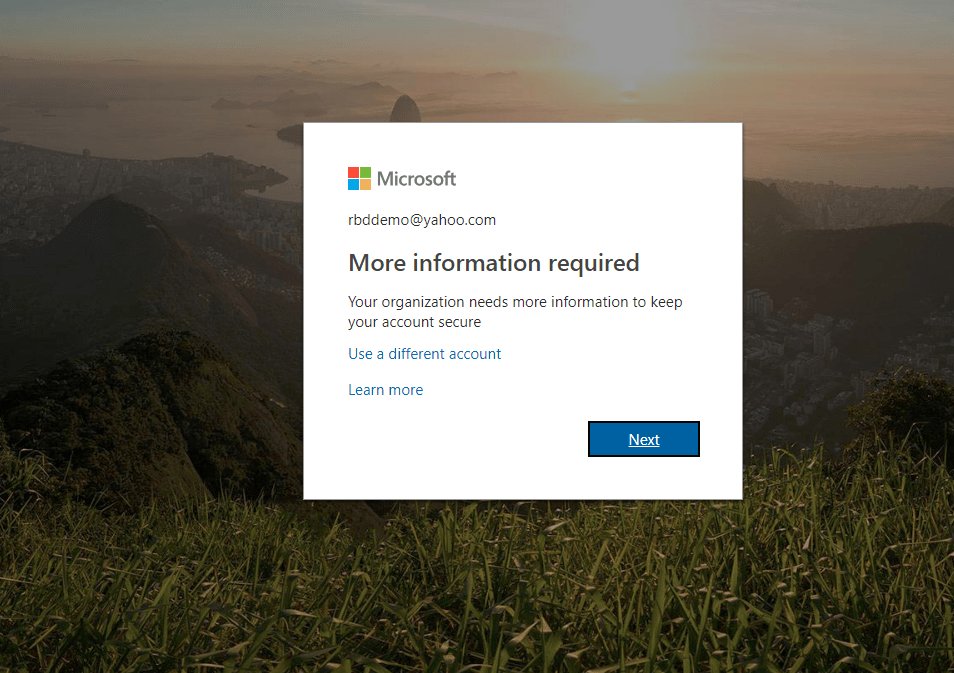 Microsoft
rbddemo@yahoo.com
More information required
Your organization needs more information to keep
your account secure
Use a different account
Learn more
Next